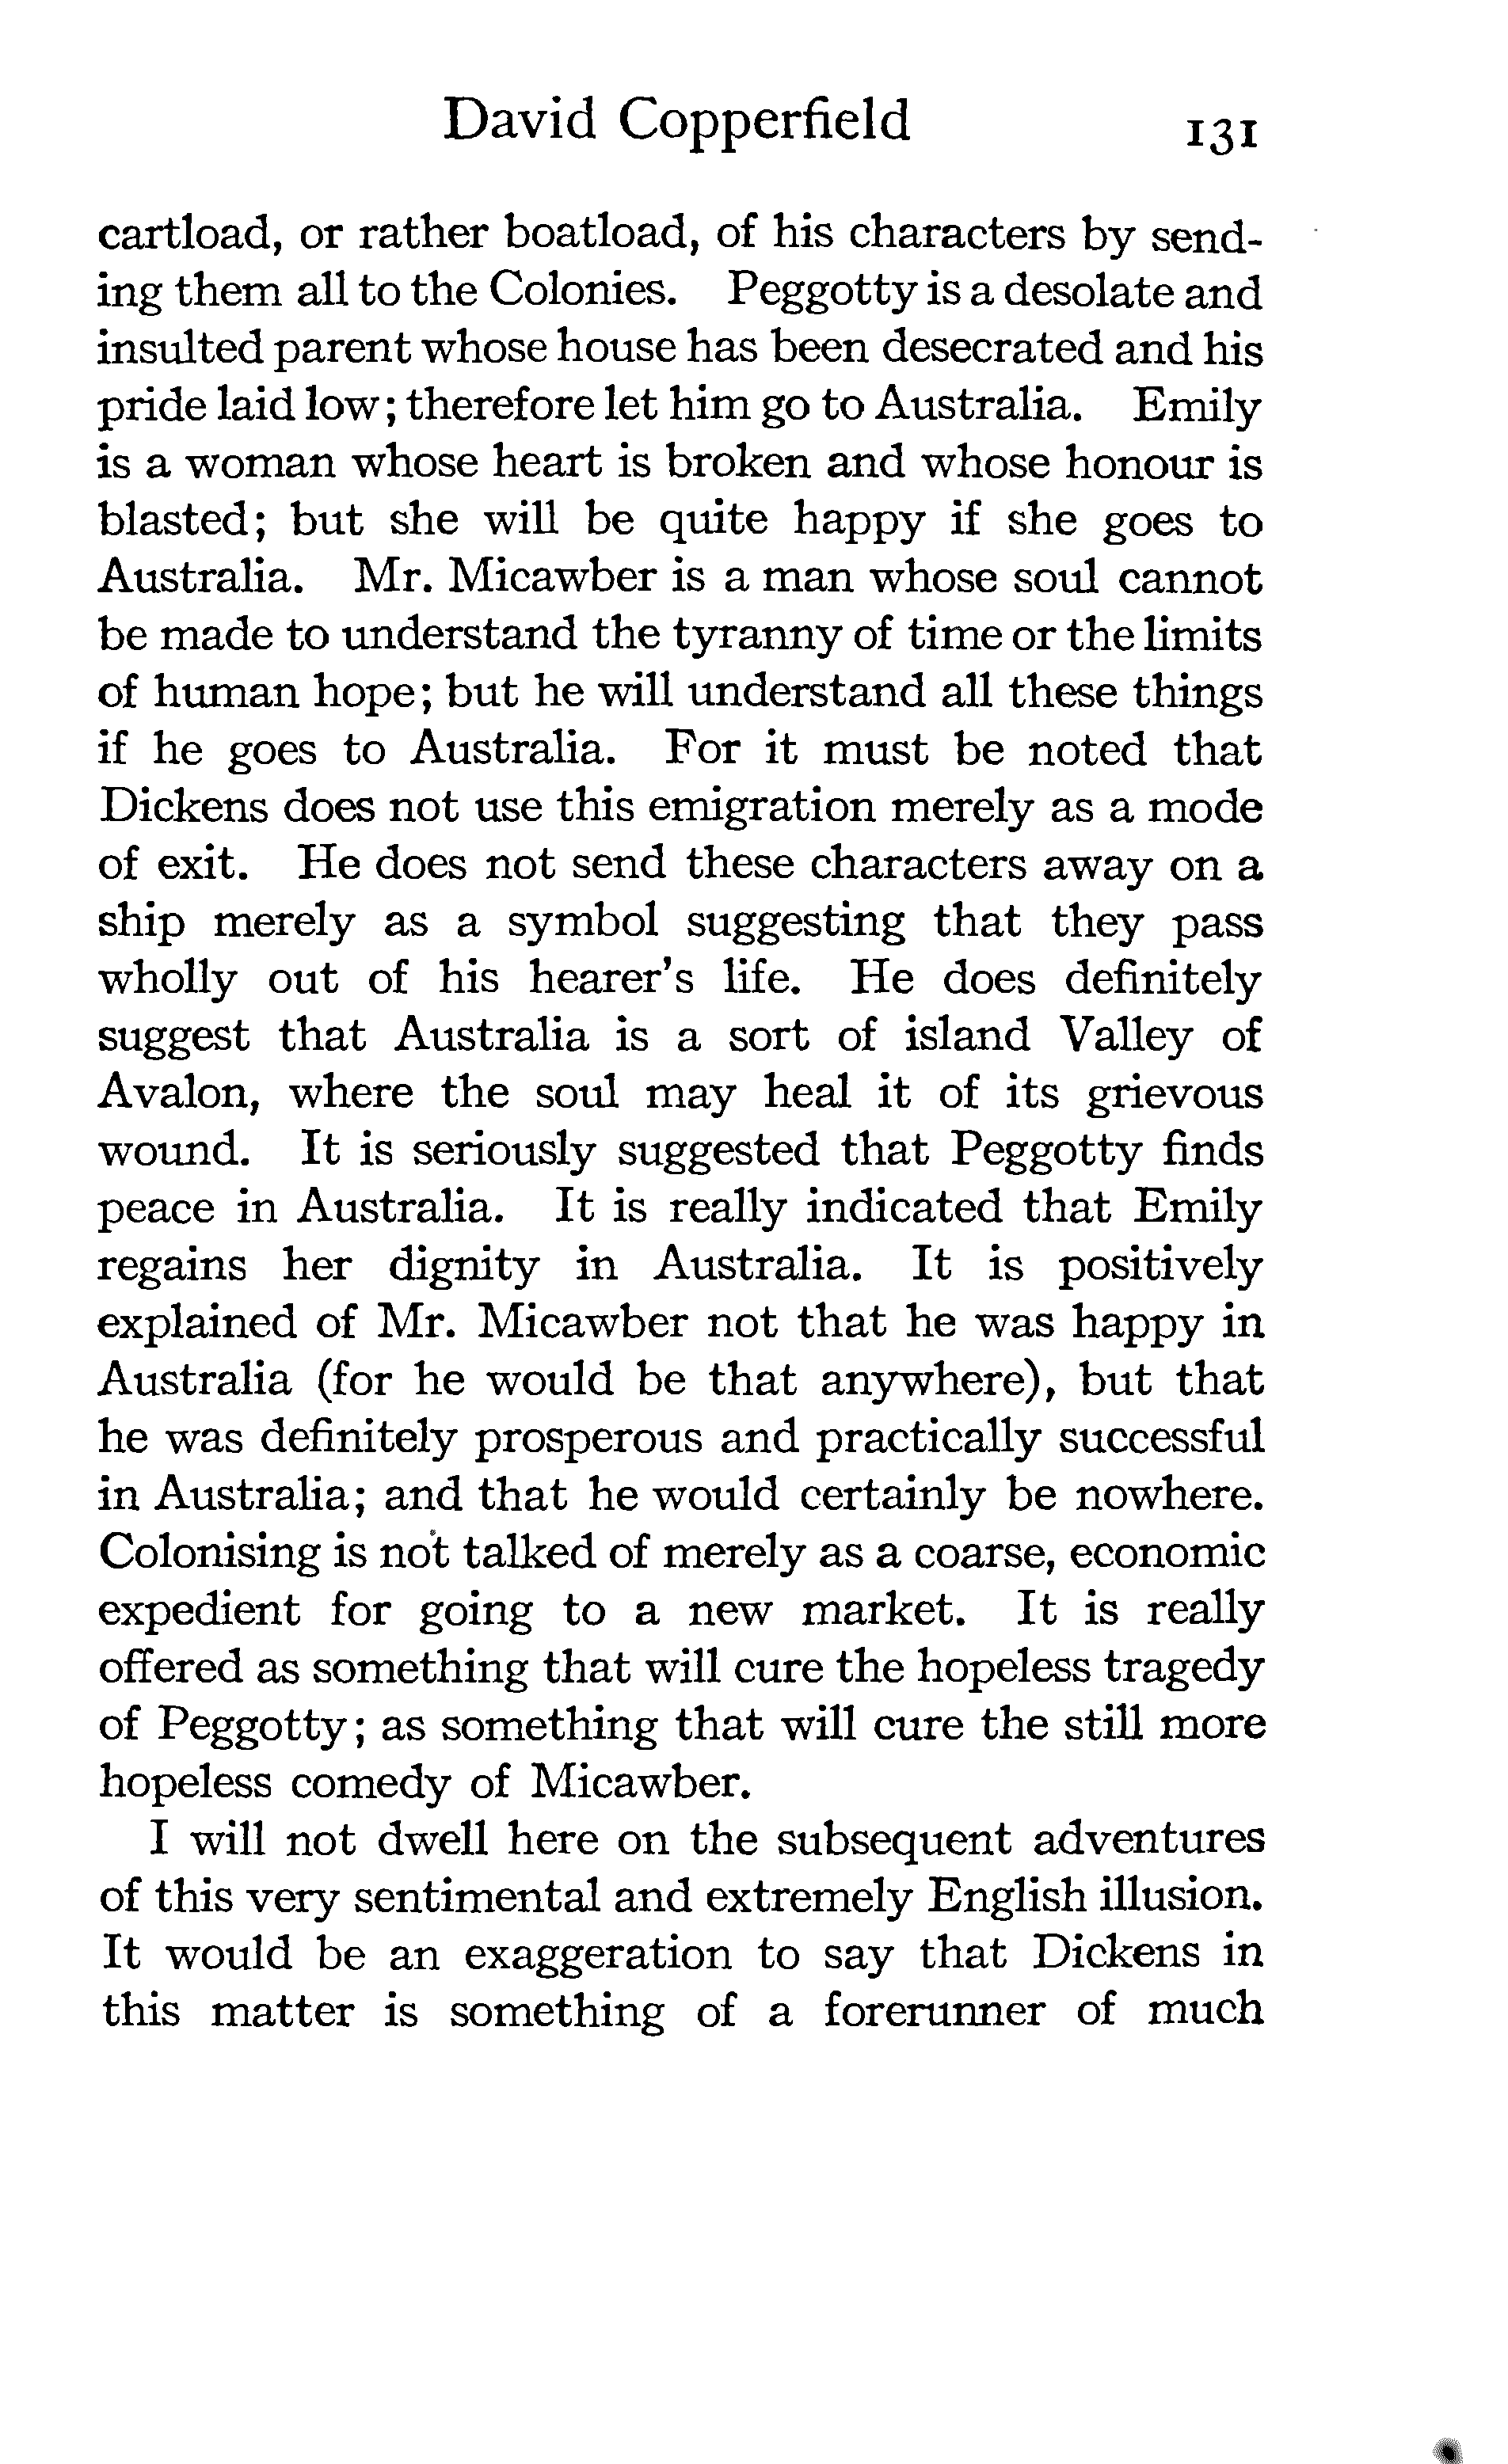 David Copperfield 131
cartload, or rather boatload, of his characters by send-
ing them all to the Colonies. Peggotty is a desolate and
insulted parent whose house has been desecrated and his
pride laid low; therefore let him go to Australia. Emily
is a woman whose heart is broken and whose honour is
blasted; but she will be quite happy if she goes to
Australia. Mr. Micawber is a man whose soul cannot
be made to understand the tyranny of time or the limits
of human hope; but he will understand all these things
if he goes to Australia. For it must be noted that
Dickens does not use this emigration merely as a mode
of exit. He does not send these characters away on a
ship merely as a symbol suggesting that they pass
wholly out of his hearer's life. He does definitely
suggest that Australia is a sort of island Valley of
Avalon, where the soul may heal it of its grievous
wound. It is seriously suggested that Peggotty finds
peace in Australia. It is really indicated that Emily
regains her dignity in Australia. It is positively
explained of Mr. Micawber not that he was happy in
Australia (for he would be that anywhere), but that
he was definitely prosperous and practically successful
in Australia; and that he would certainly be nowhere.
Colonising is not talked of merely as a coarse, economic
expedient for going to a new market. It is really
offered as something that will cure the hopeless tragedy
of Peggotty; as something that will cure the still more
hopeless comedy of Micawber.
I will not dwell here on the subsequent adventures
of this very sentimental and extremely English illusion.
It would be an exaggeration to say that Dickens in
this matter is something of a forerunner of much